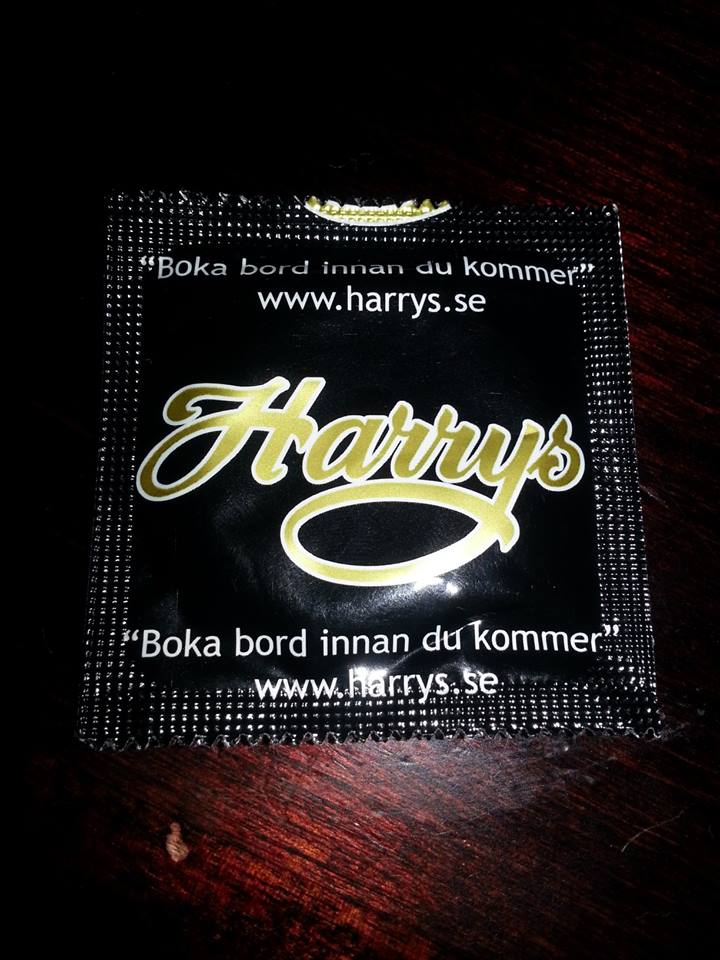 “Boka bord innan du kommer”
www.harrys.se
Harrys
“Boka bord innan du kommer”
www.harrys.se